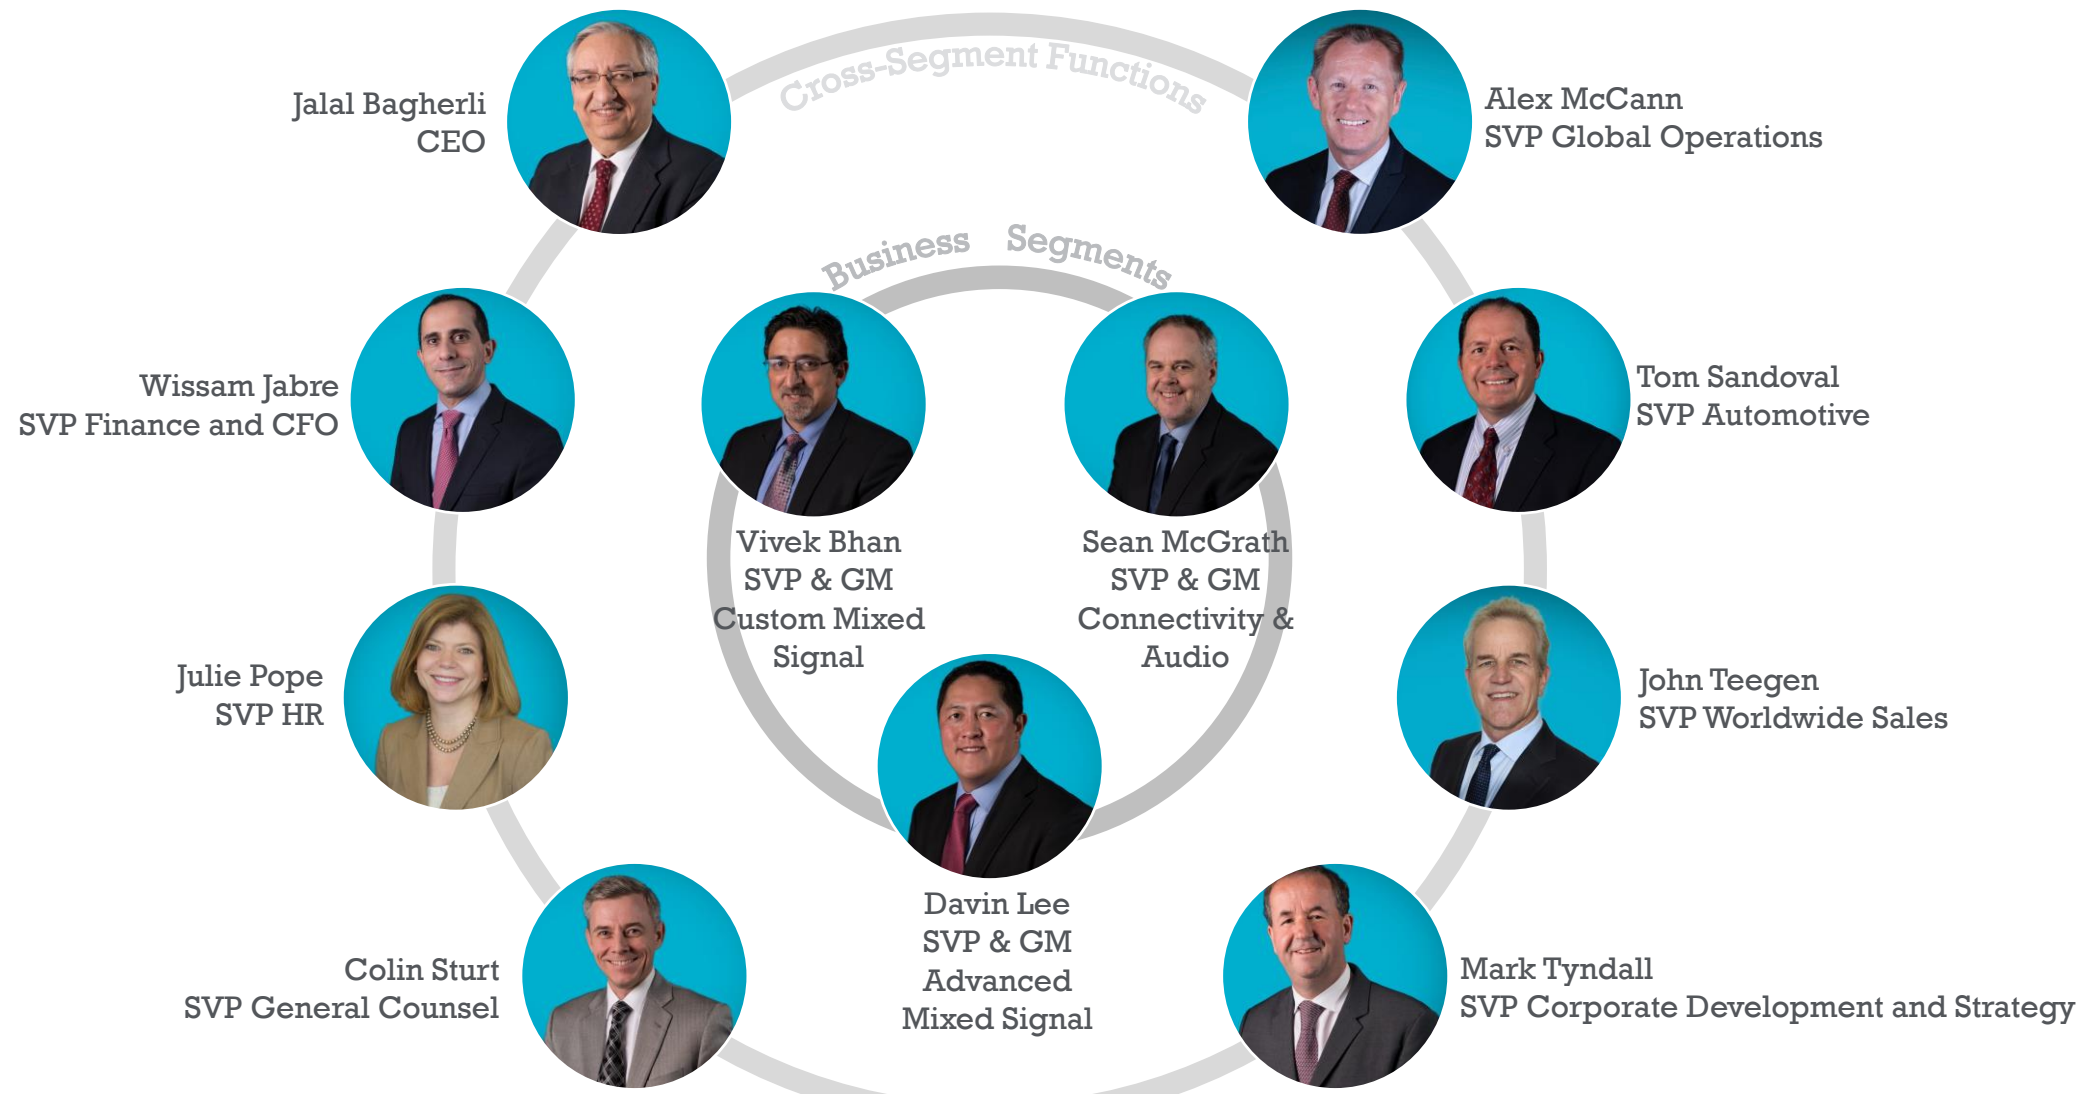 Cross-Segment Functions
Jalal Bagherli
CEO
Alex McCann
SVP Global Operations
Business Segments
Wissam Jabre
SVP Finance and CFO
Tom Sandoval
SVP Automotive
Vivek Bhan
SVP & GM
Custom Mixed
Signal
Sean McGrath
SVP & GM
Connectivity &
Audio
Julie Pope
SVP HR
John Teegen
SVP Worldwide Sales
Davin Lee
SVP & GM
Advanced
Mixed Signal
Colin Sturt
SVP General Counsel
Mark Tyndall
SVP Corporate Development and Strategy